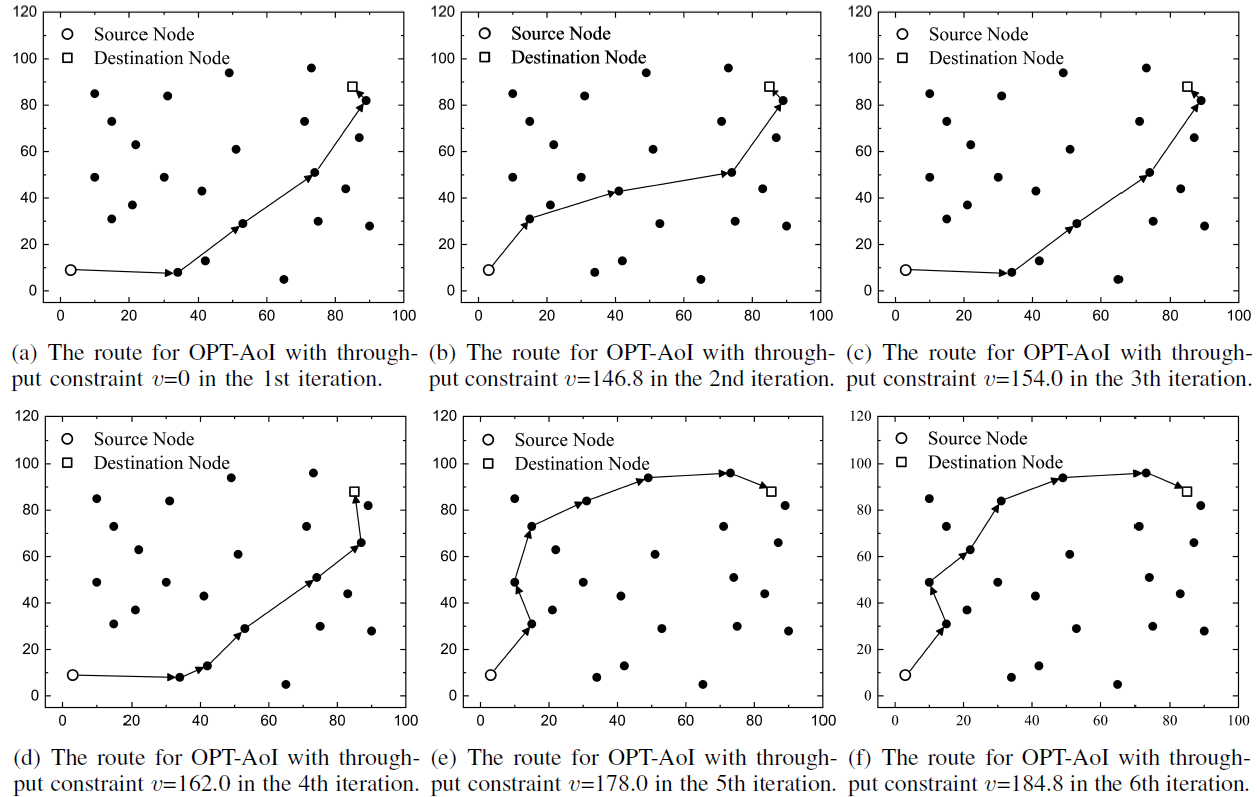 Source Node
Destination Node
120
100
80
60
40
20
0
0 20 40 60 80 100
(a) The route for OPT-AoI with through-
put constraint v=0 in the 1st iteration.
Source Node
Destination Node
120
100
80
60
40
20
0
0 20 40 60 80 100
(b) The route for OPT-AoI with through-
put constraint v=146.8 in the 2nd iteration.
Source Node
Destination Node
120
100
80
60
40
20
0
0 20 40 60 80 100
(c) The route for OPT-AoI with through-
put constraint v=154.0 in the 3th iteration.
Source Node
Destination Node
120
100
80
60
40
20
0
0 20 40 60 80 100
(d) The route for OPT-AoI with through-
put constraint v=162.0 in the 4th iteration.
Source Node
Destination Node
120
100
80
60
40
20
0
0 20 40 60 80 100
(e) The route for OPT-AoI with through-
put constraint v=178.0 in the 5th iteration.
Source Node
Destination Node
120
100
80
60
40
20
0
0 20 40 60 80 100
(f) The route for OPT-AoI with through-
put constraint v=184.8 in the 6th iteration.